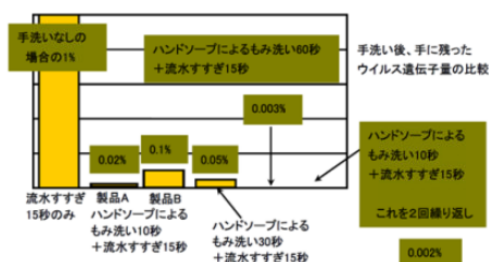 手洗いなしの
場合の1%
ハンドソープによるもみ洗い60秒
＋流水すすぎ15秒
手洗い後、手に残った
ウイルス遺伝子量の比較
0.003%
0.02%
0.1%
0.05%
ハンドソープによる
もみ洗い10秒
＋流水すすぎ15秒
これを２回繰り返し
0.002%
流水すすぎ
15秒のみ
製品A
製品B
ハンドソープによる
もみ洗い10秒
＋流水すすぎ15秒
ハンドソープによる
もみ洗い30秒
＋流水すすぎ15秒